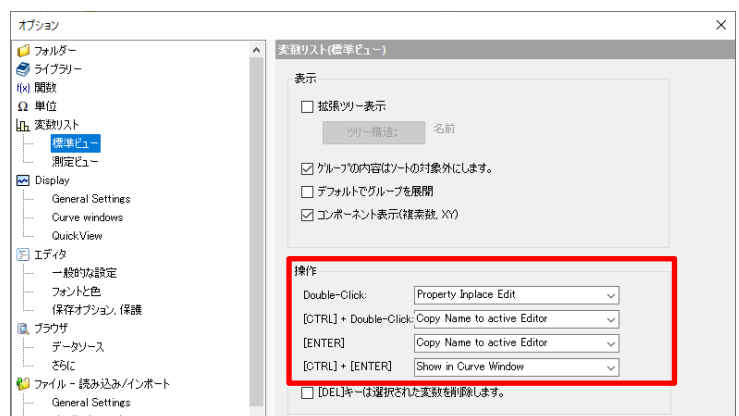 オプション
フォルダー
ライブラリー
f(x) 関数
Ω 単位
変数リスト
標準ビュー
測定ビュー
Display
General Settings
Curve windows
QuickView
エディタ
一般的な設定
フォントと色
保存オプション, 保護
ブラウザ
データソース
さらに
ファイル - 読み込み/インポート
General Settings
変数リスト(標準ビュー)
表示
拡張ツリー表示
ツリー構造:
名前
グループの内容はソートの対象外にします。
デフォルトでグループを展開
コンポーネント表示(複素数, XY)
操作
Double-Click: Property Inplace Edit
[CTRL] + Double-Click: Copy Name to active Editor
[ENTER] Copy Name to active Editor
[CTRL] + [ENTER] Show in Curve Window
[DEL]キーは選択された変数を削除します。